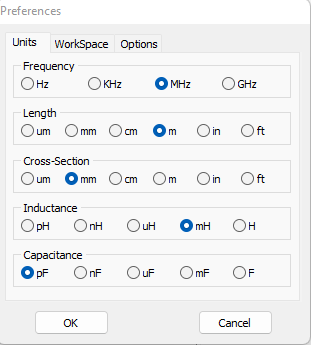 Preferences
Units WorkSpace Options
Frequency
Hz KHz MHz GHz
Length
um mm cm m in ft
Cross-Section
um mm cm m in ft
Inductance
pH nH uH mH H
Capacitance
pF nF uF mF F
OK Cancel